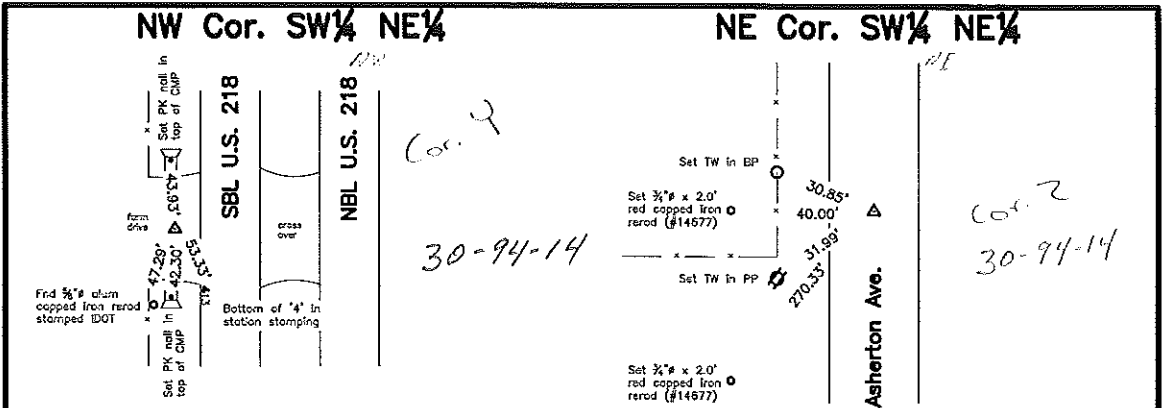 NW Cor. SW¼ NE¼
NW
Set PK nail in
top of CMP
SBL U.S. 218
NBL U.S. 218
Cor. 4
43.93'
farm
drive
cross
over
30-94-14
47.29'
42.30'
53.33'
413
Fnd ⅝"ø alum
capped iron rerod
stamped IDOT
Bottom of "4" in
station stamping
Set PK nail in
top of CMP
NE Cor. SW¼ NE¼
NE
Set TW in BP
Set ¾"ø x 2.0'
red capped iron
rerod (#14677)
30.85'
40.00'
31.99'
270.33'
Cor. 2
30-94-14
Set TW in PP
Asherton Ave.
Set ¾"ø x 2.0'
red capped iron
rerod (#14677)